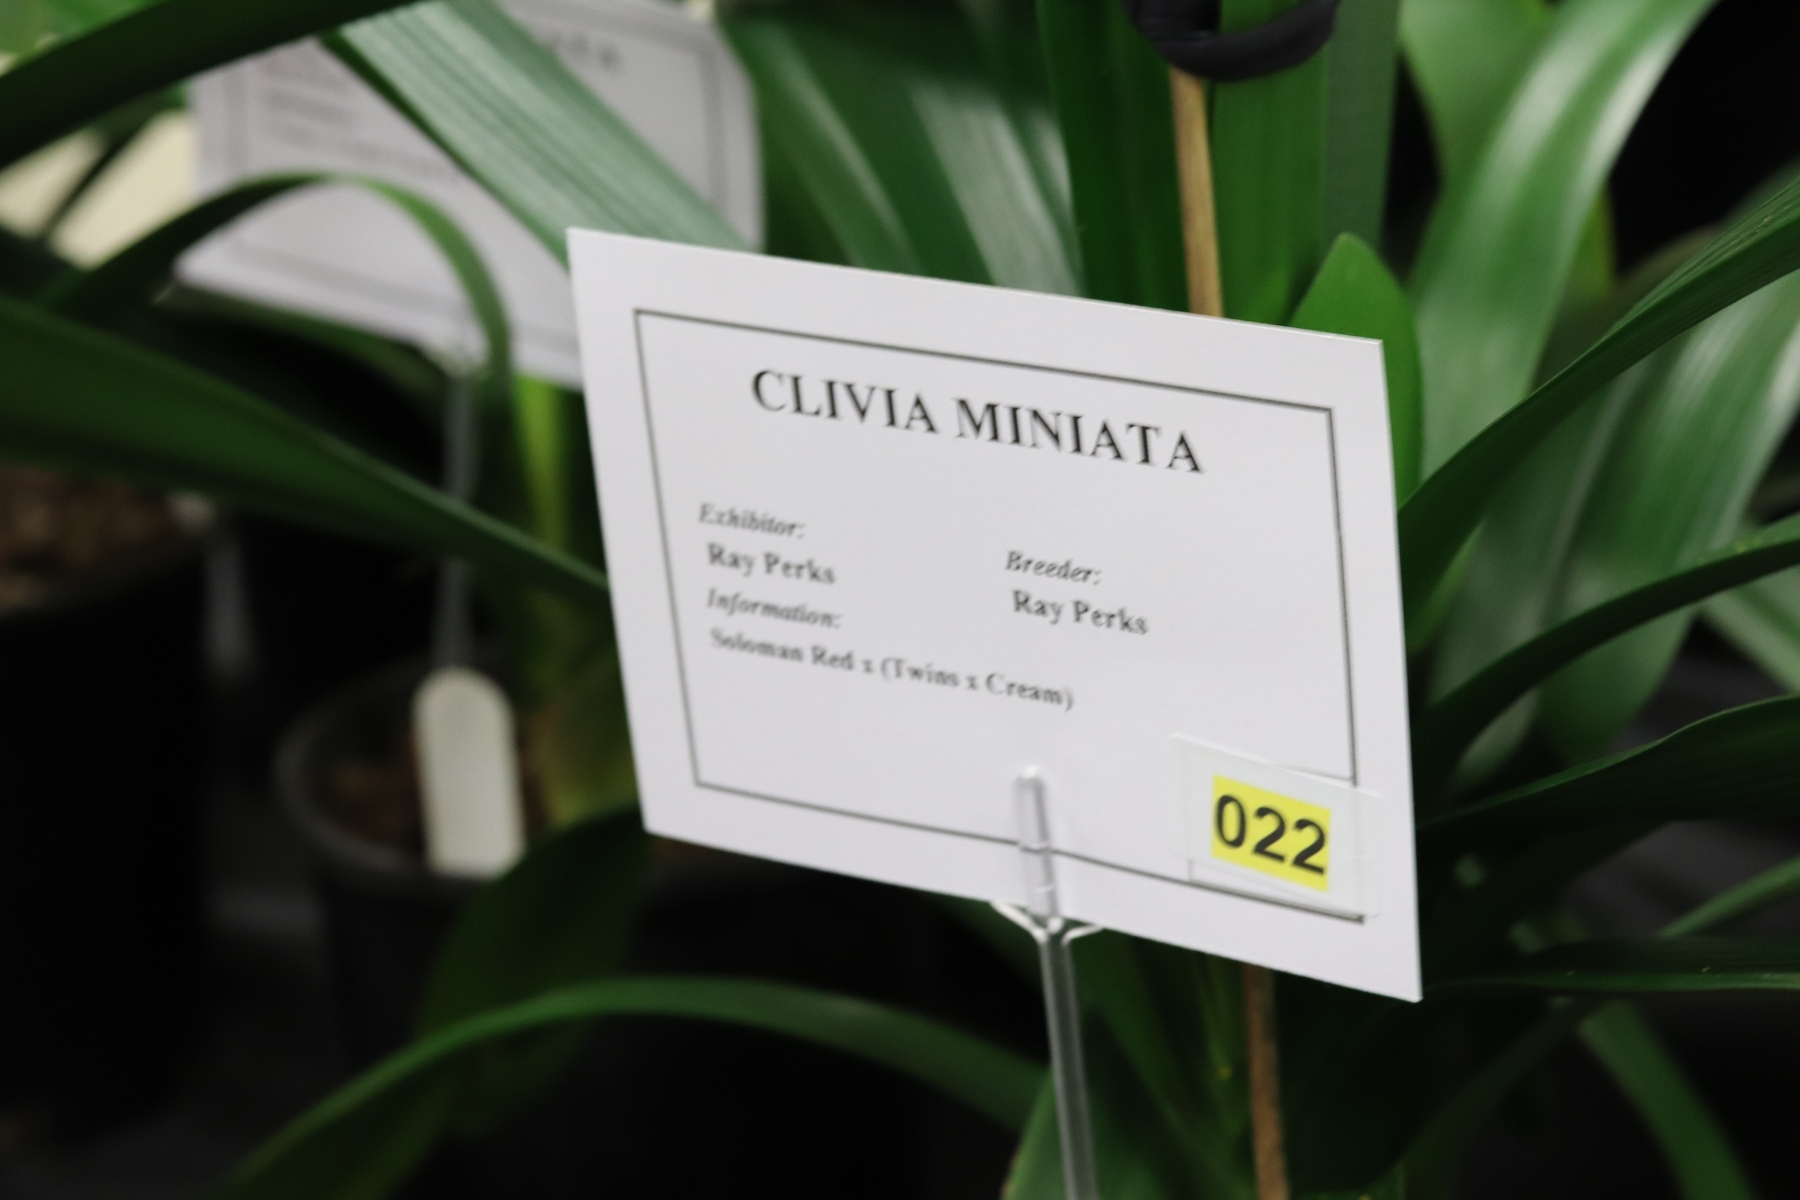 CLIVIA MINIATA
Exhibitor:
Ray Perks
Breeder:
Ray Perks
Information:
Soloman Red x (Twins x Cream)
022